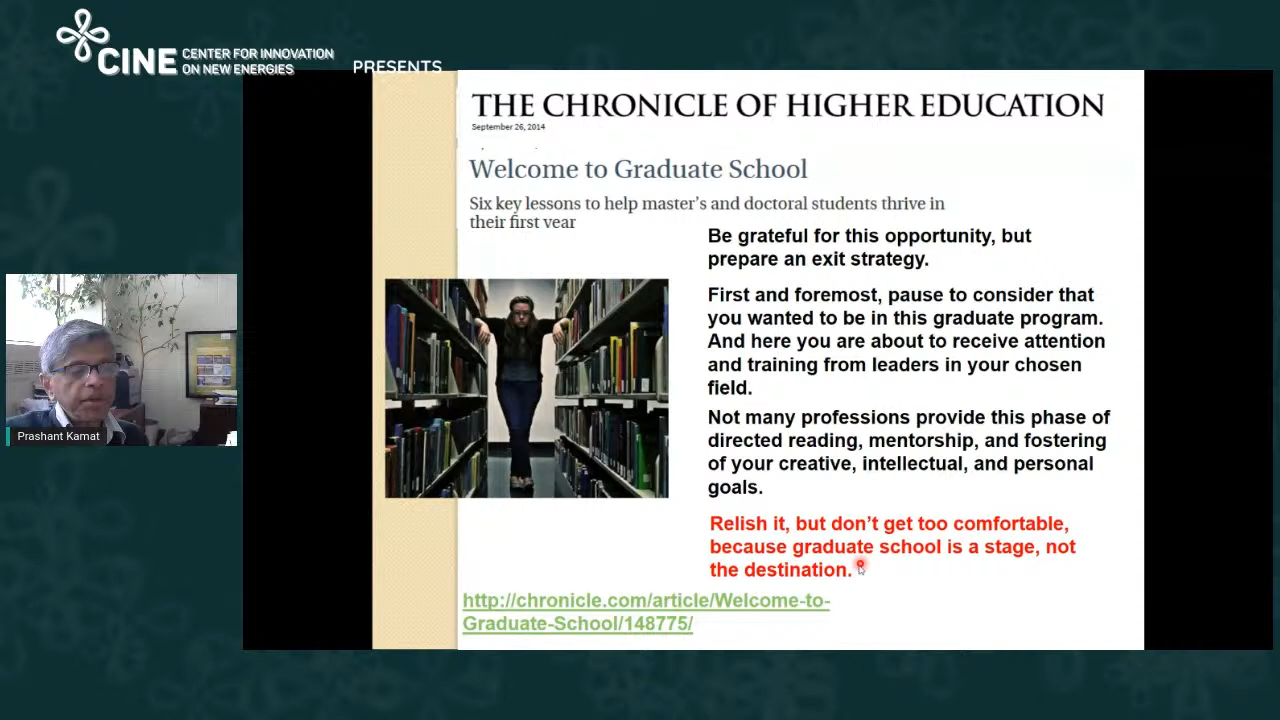 CINE
CENTER FOR INNOVATION
ON NEW ENERGIES
PRESENTS
THE CHRONICLE OF HIGHER EDUCATION
September 26, 2014
Welcome to Graduate School
Six key lessons to help master's and doctoral students thrive in
their first year
Be grateful for this opportunity, but
prepare an exit strategy.
First and foremost, pause to consider that
you wanted to be in this graduate program.
And here you are about to receive attention
and training from leaders in your chosen
field.
Not many professions provide this phase of
directed reading, mentorship, and fostering
of your creative, intellectual, and personal
goals.
Relish it, but don't get too comfortable,
because graduate school is a stage, not
the destination.
http://chronicle.com/article/Welcome-to-
Graduate-School/148775/
Prashant Kamat